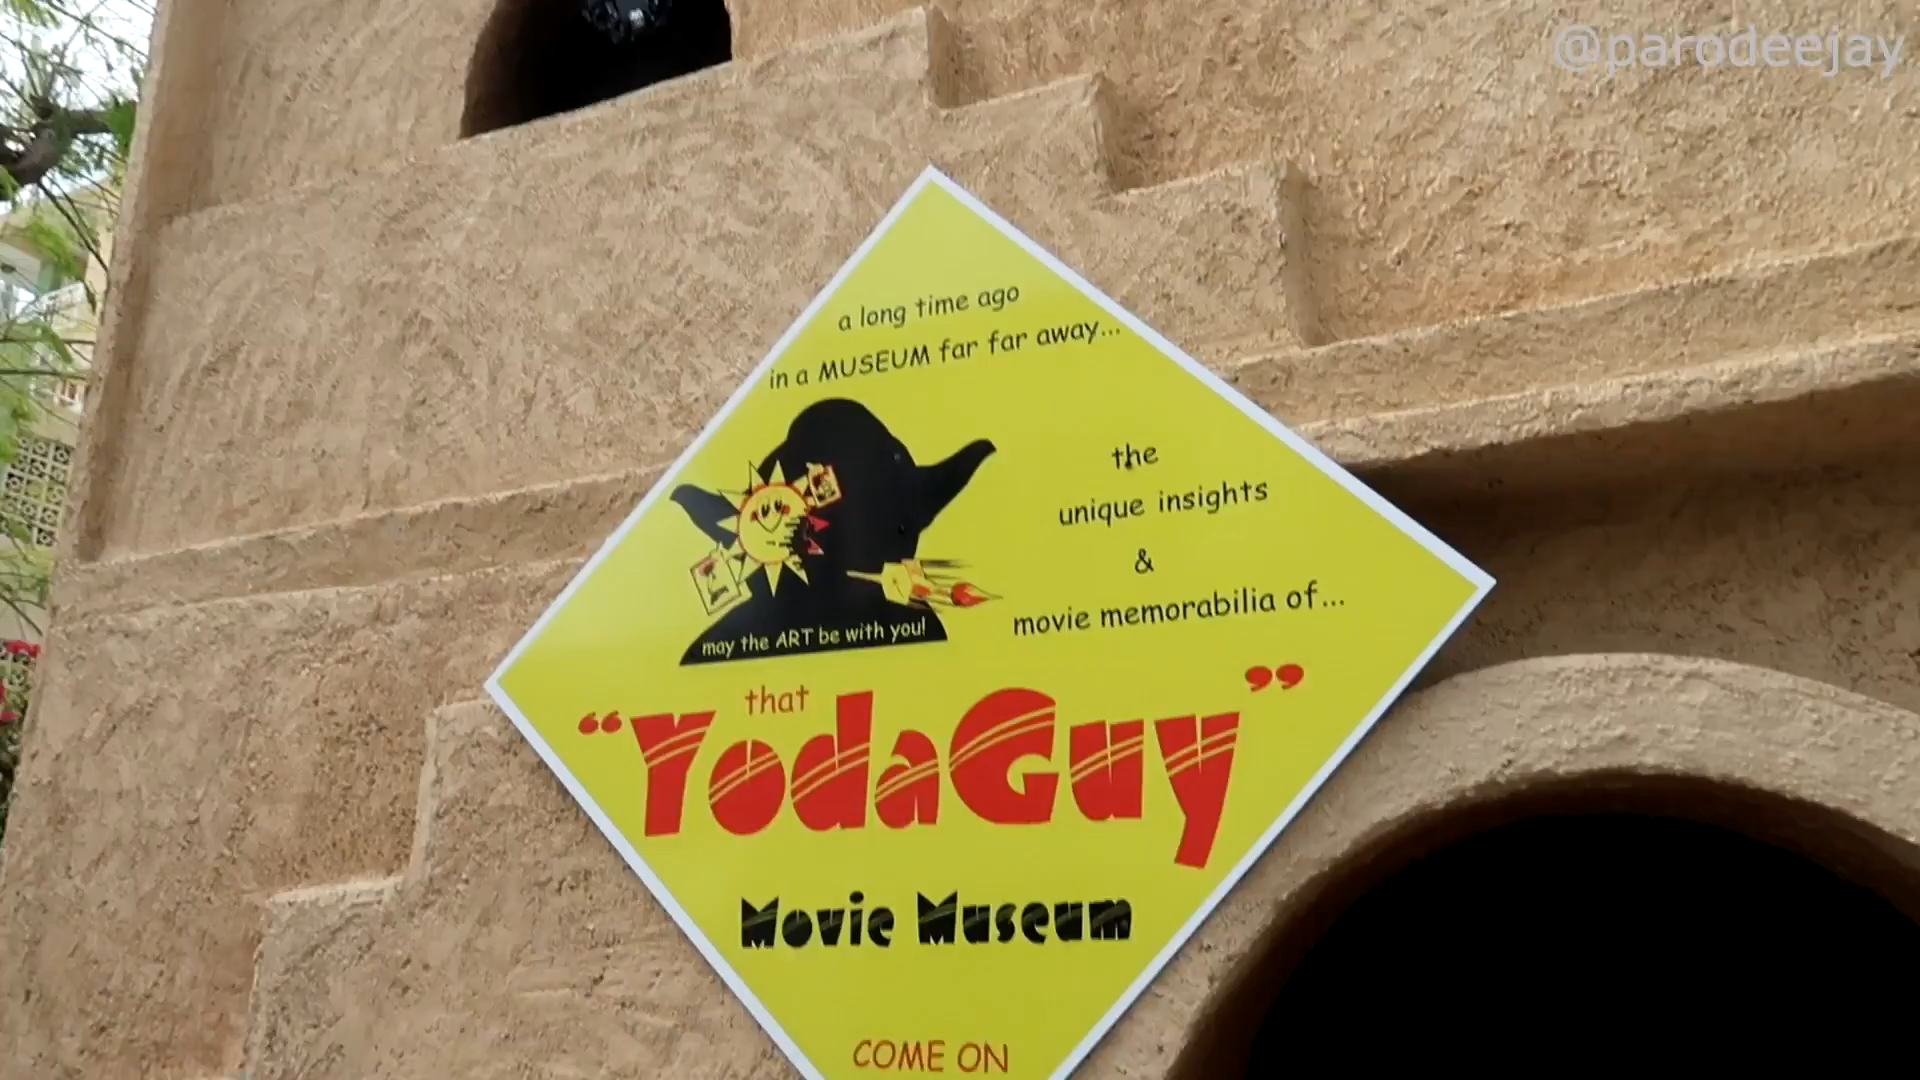 @parodeejay
a long time ago
in a MUSEUM far far away...
the
unique insights
&
movie memorabilia of...
may the ART be with you!
that
"YodaGuy"
Movie Museum
COME ON